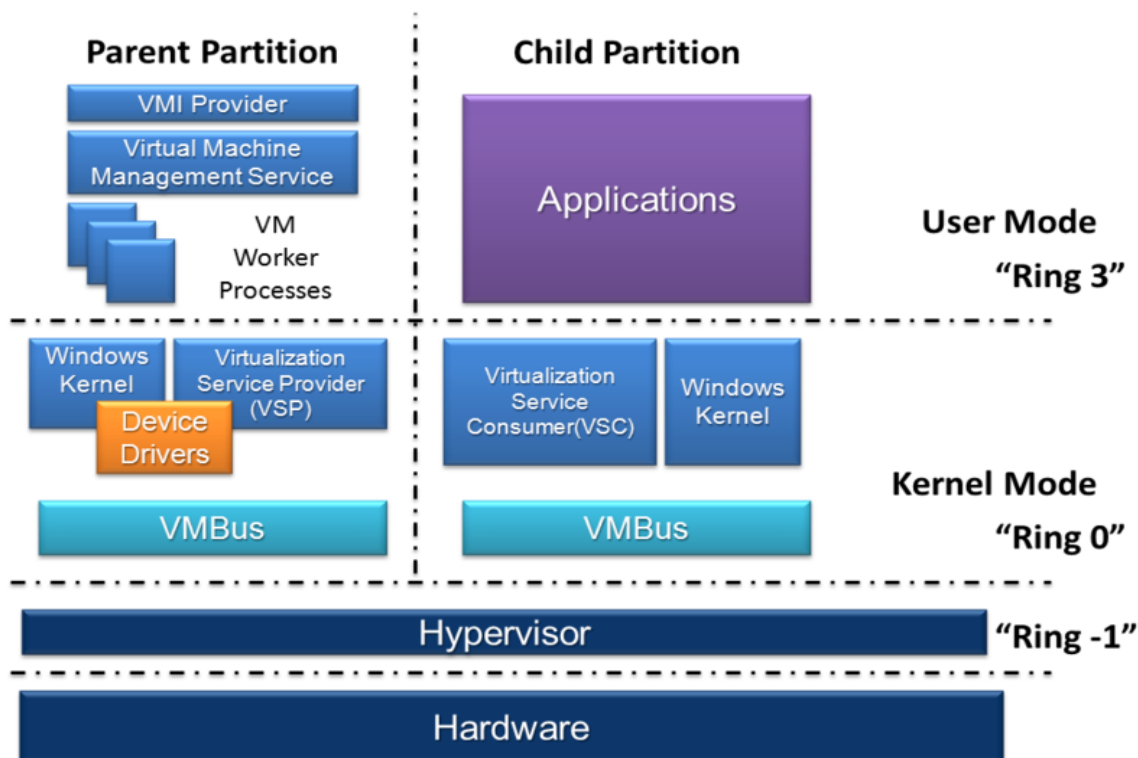 Parent Partition
Child Partition
VMI Provider
Virtual Machine
Management Service
VM
Worker
Processes
Applications
User Mode
“Ring 3”
Windows
Kernel
Virtualization
Service Provider
(VSP)
Device
Drivers
VMBus
Virtualization
Service
Consumer(VSC)
Windows
Kernel
VMBus
Kernel Mode
“Ring 0”
Hypervisor
“Ring -1”
Hardware